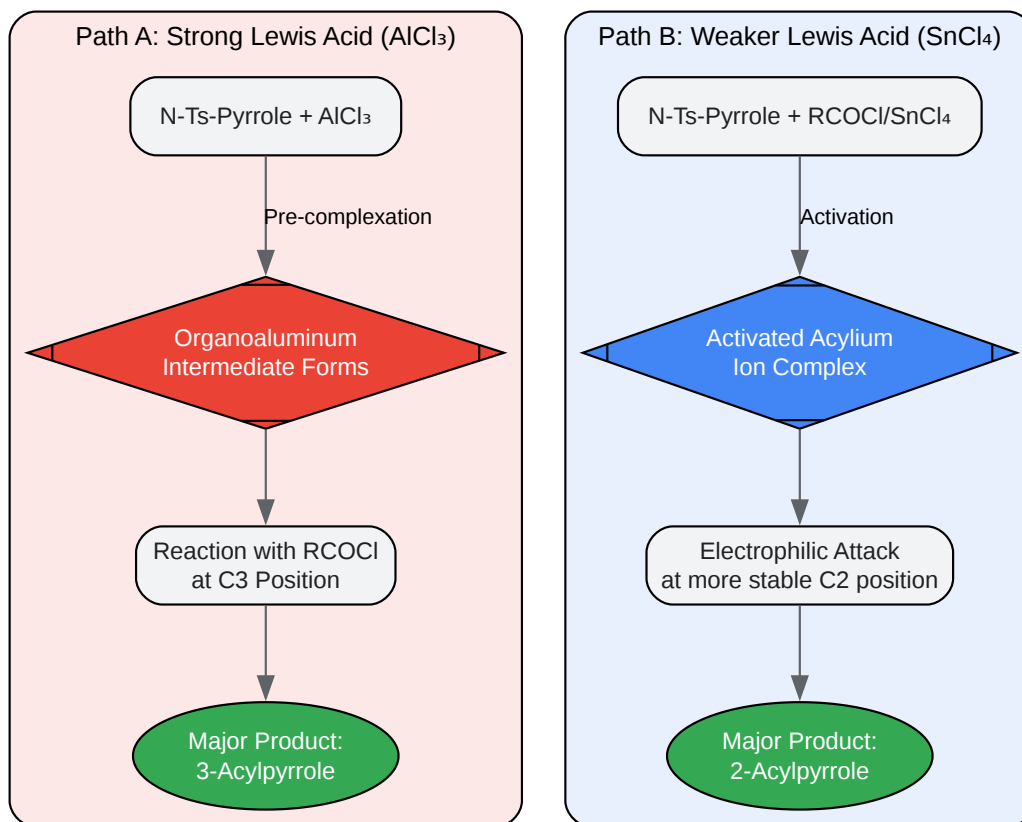 Path A: Strong Lewis Acid (AlCl₃)
N-Ts-Pyrrole + AlCl₃
Pre-complexation
Organoaluminum
Intermediate Forms
Reaction with RCOCl
at C3 Position
Major Product:
3-Acylpyrrole
Path B: Weaker Lewis Acid (SnCl₄)
N-Ts-Pyrrole + RCOCl/SnCl₄
Activation
Activated Acylium
Ion Complex
Electrophilic Attack
at more stable C2 position
Major Product:
2-Acylpyrrole